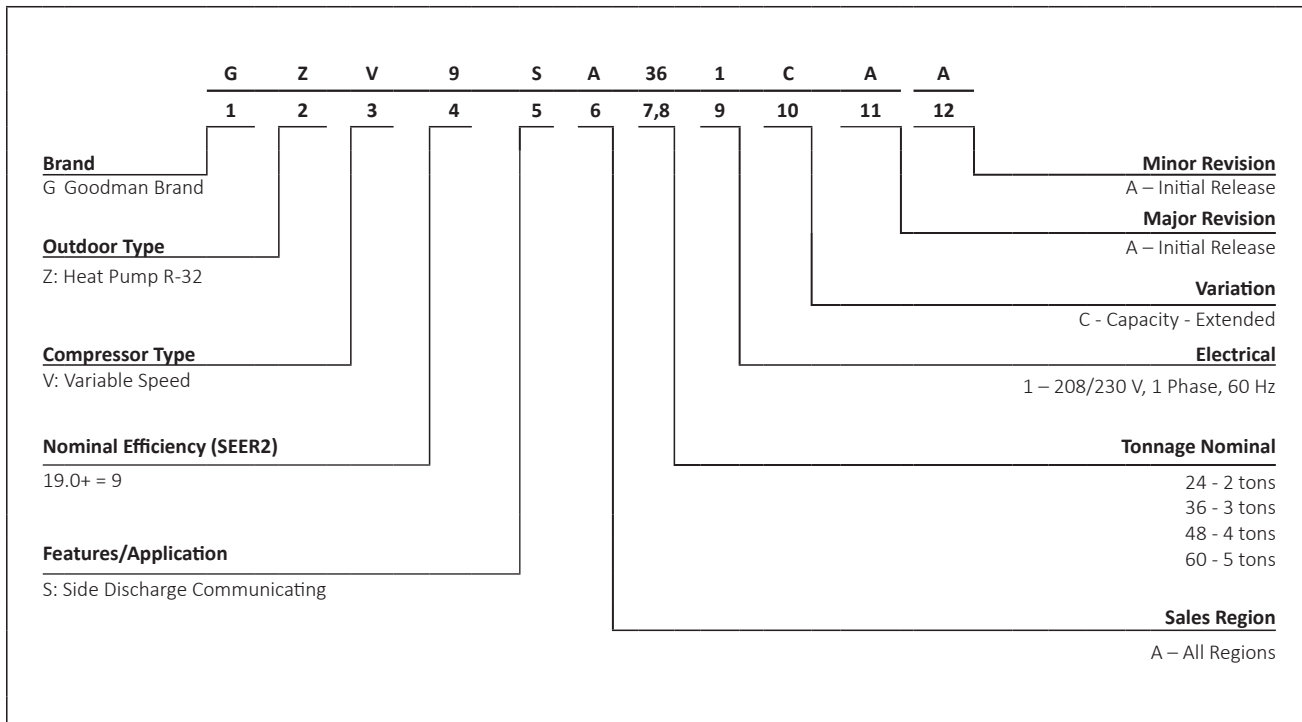 G Z V 9 S A 36 1 C A A
1 2 3 4 5 6 7,8 9 10 11 12
Brand
G Goodman Brand
Outdoor Type
Z: Heat Pump R-32
Compressor Type
V: Variable Speed
Nominal Efficiency (SEER2)
19.0+ = 9
Features/Application
S: Side Discharge Communicating
Minor Revision
A – Initial Release
Major Revision
A – Initial Release
Variation
C - Capacity - Extended
Electrical
1 – 208/230 V, 1 Phase, 60 Hz
Tonnage Nominal
24 - 2 tons
36 - 3 tons
48 - 4 tons
60 - 5 tons
Sales Region
A – All Regions